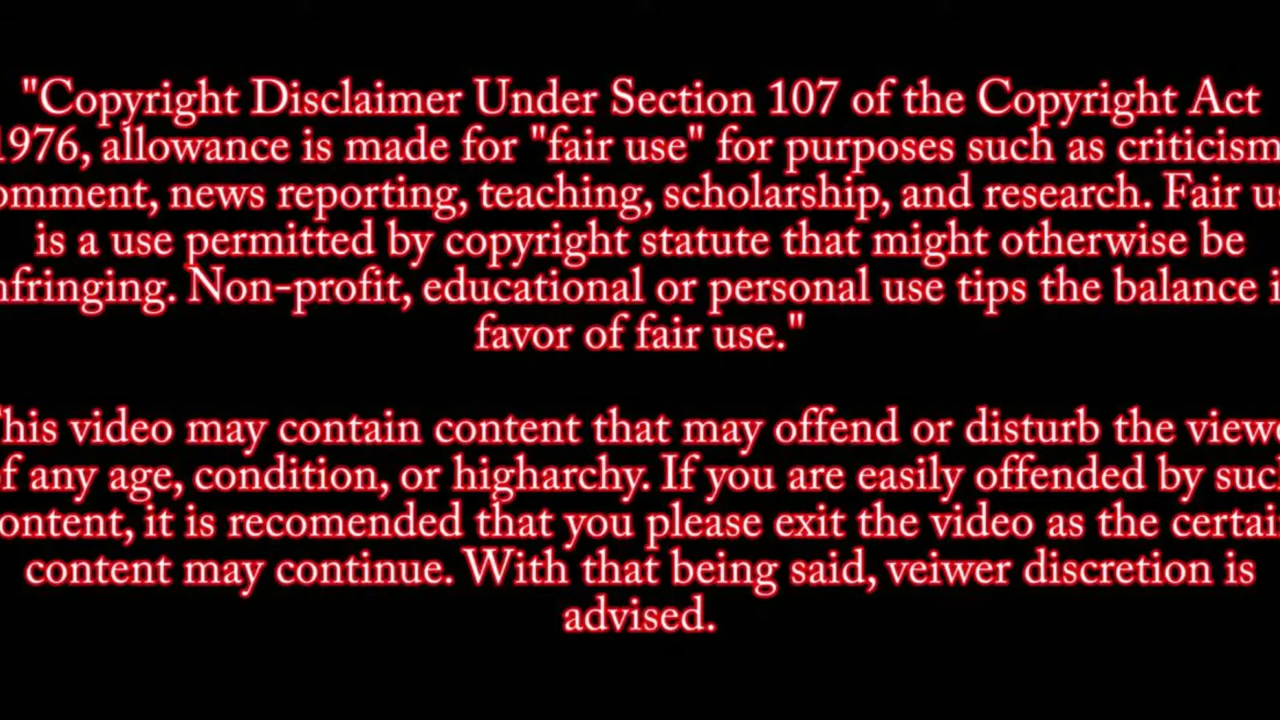 "Copyright Disclaimer Under Section 107 of the Copyright Act
1976, allowance is made for "fair use" for purposes such as criticism
omment, news reporting, teaching, scholarship, and research. Fair u
is a use permitted by copyright statute that might otherwise be
nfringing. Non-profit, educational or personal use tips the balance i
favor of fair use."
This video may contain content that may offend or disturb the viewe
of any age, condition, or higharchy. If you are easily offended by suc
ontent, it is recomended that you please exit the video as the certai
content may continue. With that being said, veiwer discretion is
advised.